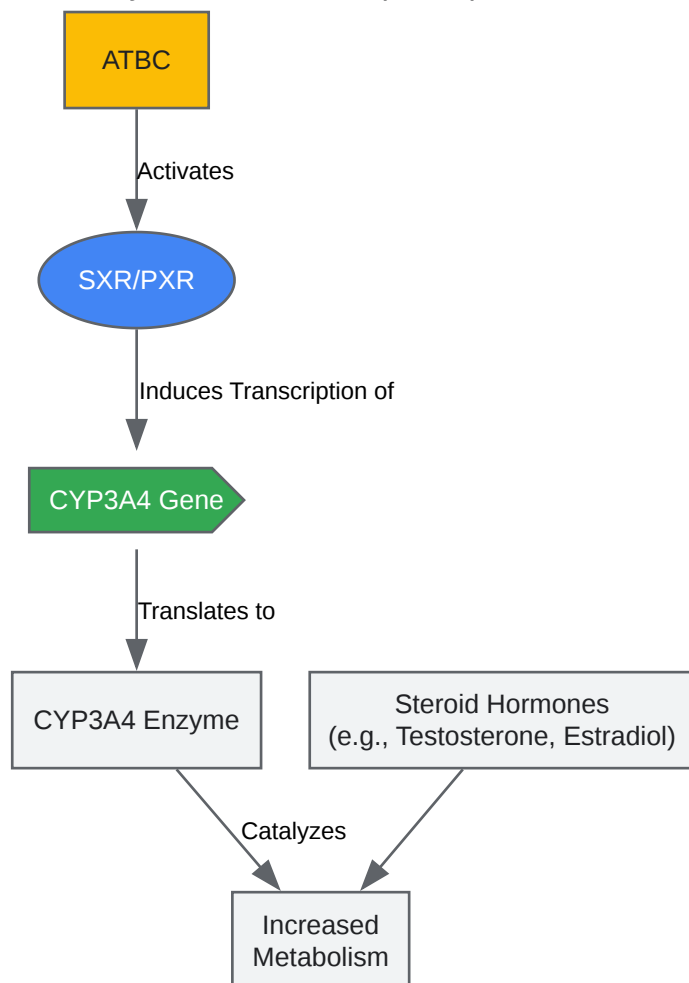 ATBC
Activates
SXR/PXR
Induces Transcription of
CYP3A4 Gene
Translates to
CYP3A4 Enzyme
Steroid Hormones
(e.g., Testosterone, Estradiol)
Catalyzes
Increased
Metabolism